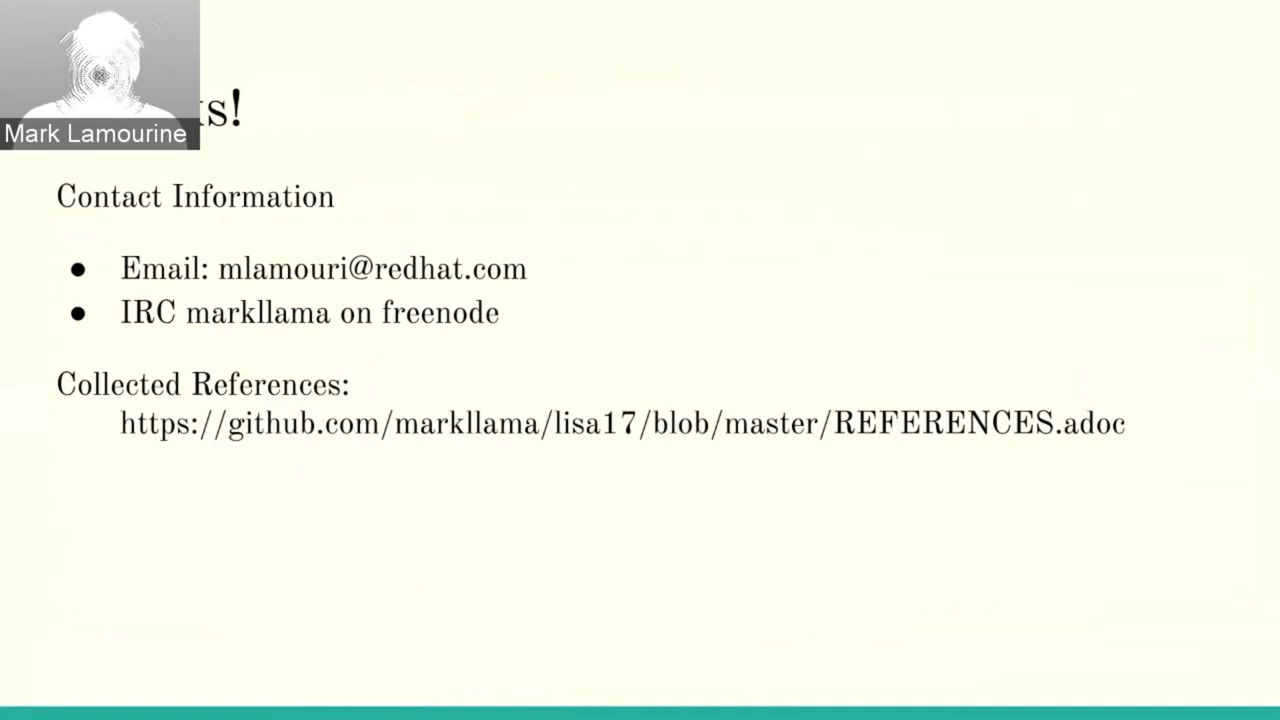 s!
Mark Lamourine
Contact Information
● Email: mlamouri@redhat.com
● IRC markllama on freenode
Collected References:
https://github.com/markllama/lisa17/blob/master/REFERENCES.adoc